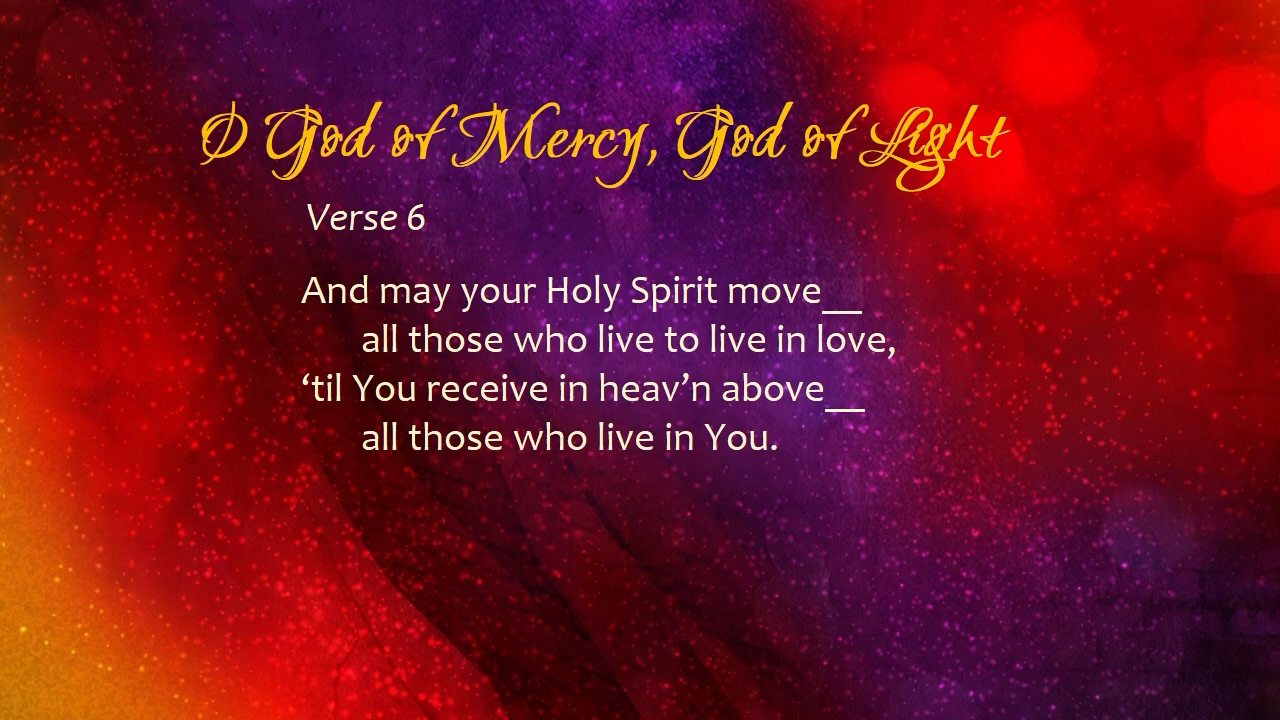 O God of Mercy, God of Light
Verse 6
And may your Holy Spirit move__
all those who live to live in love,
‘til You receive in heav’n above__
all those who live in You.